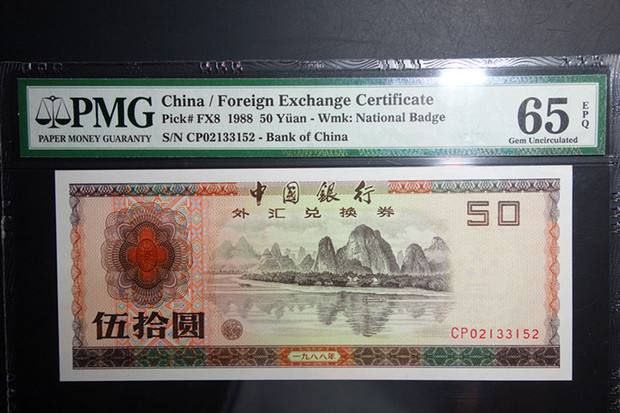 PMG
PAPER MONEY GUARANTY
China / Foreign Exchange Certificate
Pick# FX8 1988 50 Yüan - Wmk: National Badge
S/N CP02133152 - Bank of China
65 EPQ
Gem Uncirculated
中國銀行
外汇兑换券
50
伍拾圆
CP02133152
一九八八年